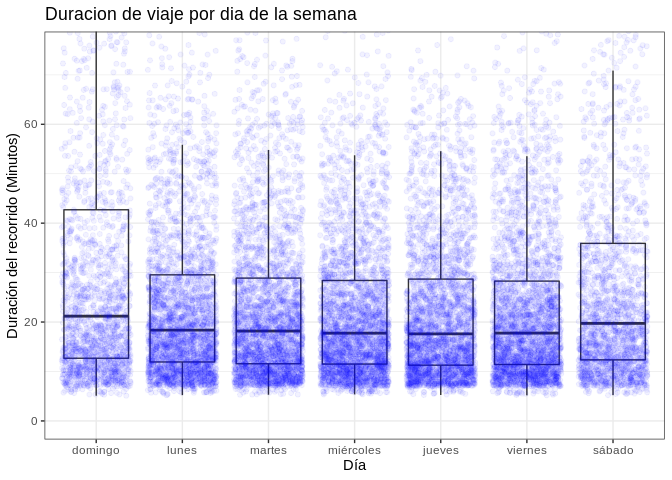 Duracion de viaje por dia de la semana
Duración del recorrido (Minutos)
60
40
20
0
domingo lunes martes miércoles jueves viernes sábado
Día